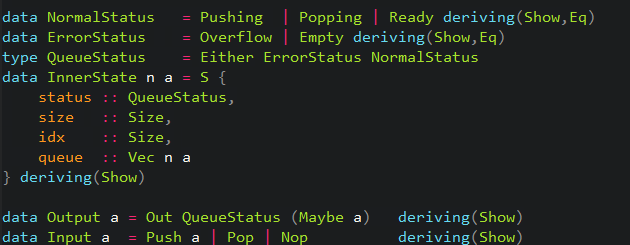 data NormalStatus   = Pushing  | Popping | Ready deriving(Show,Eq)
data ErrorStatus    = Overflow | Empty deriving(Show,Eq)
type QueueStatus    = Either ErrorStatus NormalStatus
data InnerState n a = S {
    status :: QueueStatus,
    size   :: Size,
    idx    :: Size,
    queue  :: Vec n a
} deriving(Show)

data Output a = Out QueueStatus (Maybe a)   deriving(Show)
data Input a  = Push a | Pop | Nop          deriving(Show)